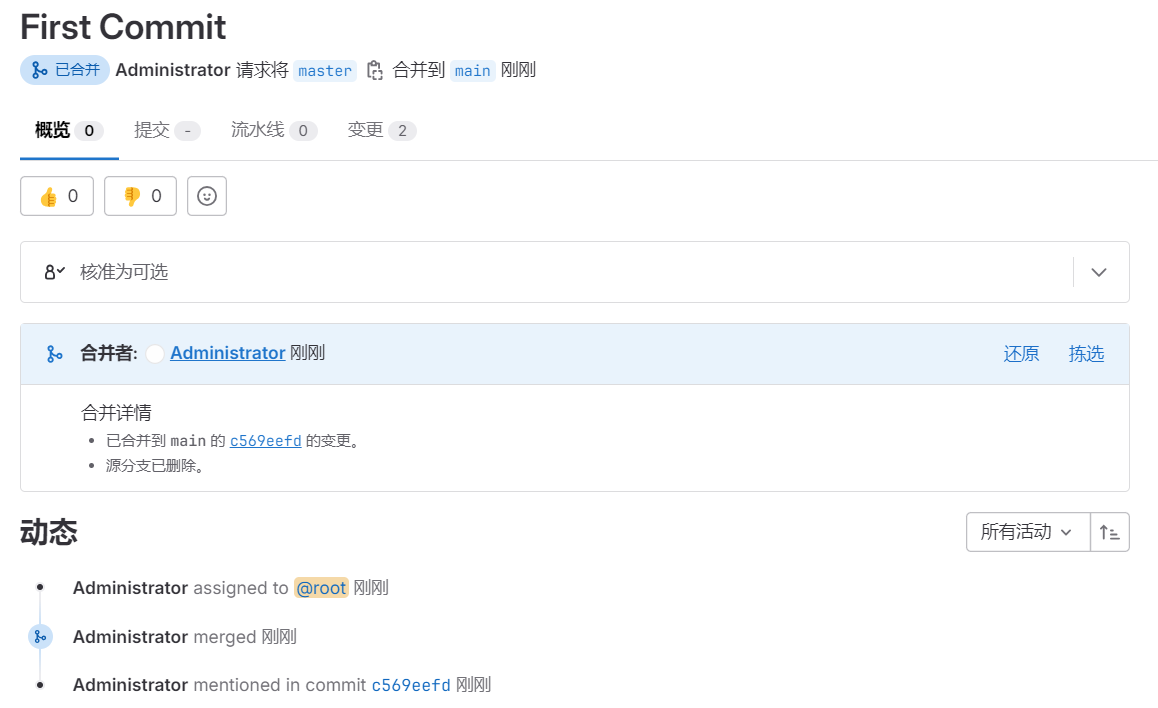 First Commit
已合并 Administrator 请求将 master 合并到 main 刚刚
概览 0 提交 - 流水线 0 变更 2
👍 0 👎 0
核准为可选
合并者: Administrator 刚刚 还原 拣选
合并详情
• 已合并到 main 的 c569eefd 的变更。
• 源分支已删除。
动态 所有活动
Administrator assigned to @root 刚刚
Administrator merged 刚刚
Administrator mentioned in commit c569eefd 刚刚